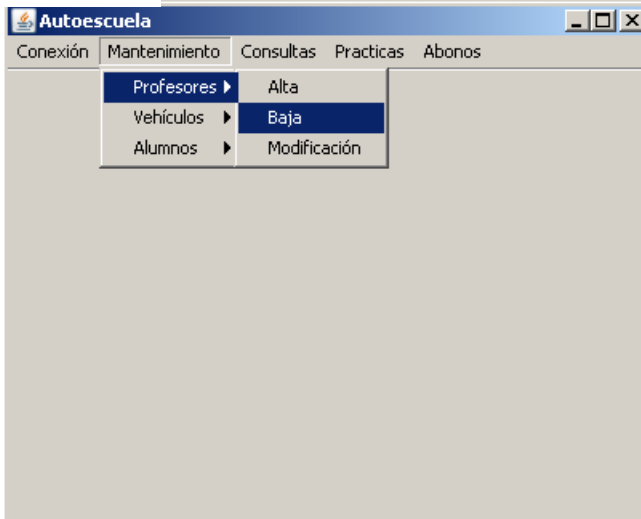 Autoescuela
Conexión Mantenimiento Consultas Practicas Abonos
Profesores Alta
Vehículos Baja
Alumnos Modificación